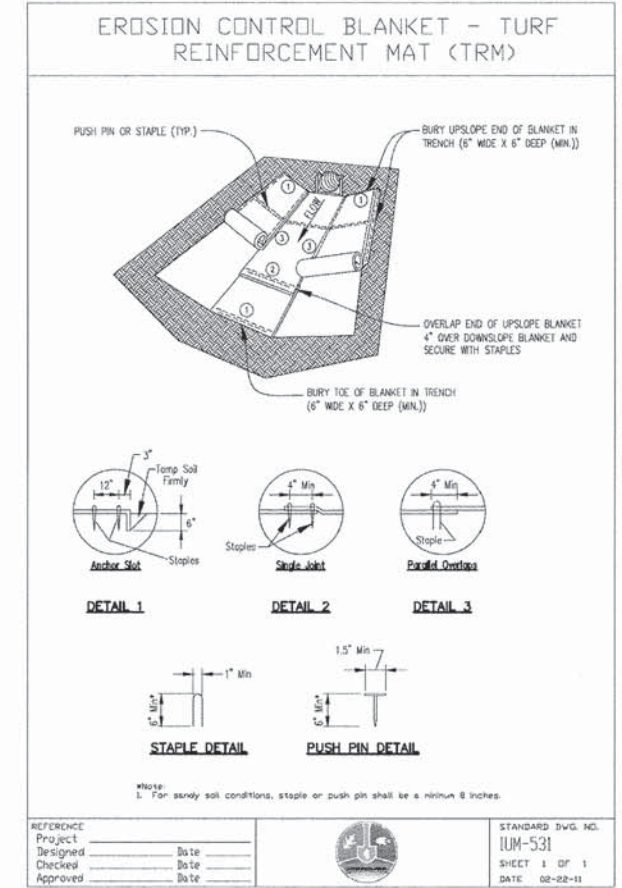 EROSION CONTROL BLANKET - TURF
REINFORCEMENT MAT (TRM)
PUSH PIN OR STAPLE (TYP.)
BURY UPSLOPE END OF BLANKET IN
TRENCH (6" WIDE X 6" DEEP (MIN.))
1
1
FLOW
3
3
2
1
OVERLAP END OF UPSLOPE BLANKET
4" OVER DOWNSLOPE BLANKET AND
SECURE WITH STAPLES
BURY TOE OF BLANKET IN TRENCH
(6" WIDE X 6" DEEP (MIN.))
3"
Tamp Soil
Firmly
12"
6"
Staples
Anchor Slot
DETAIL 1
4" Min
Staples
Single Joint
DETAIL 2
4" Min
Staple
Parallel Overlaps
DETAIL 3
1" Min
6" Min*
STAPLE DETAIL
1.5" Min
6" Min*
PUSH PIN DETAIL
*Note:
1. For sandy soil conditions, staple or push pin shall be a minimum 8 inches.
REFERENCE
Project
Designed Date
Checked Date
Approved Date
STANDARD DWG. NO.
IUM-531
SHEET 1 OF 1
DATE 02-22-11